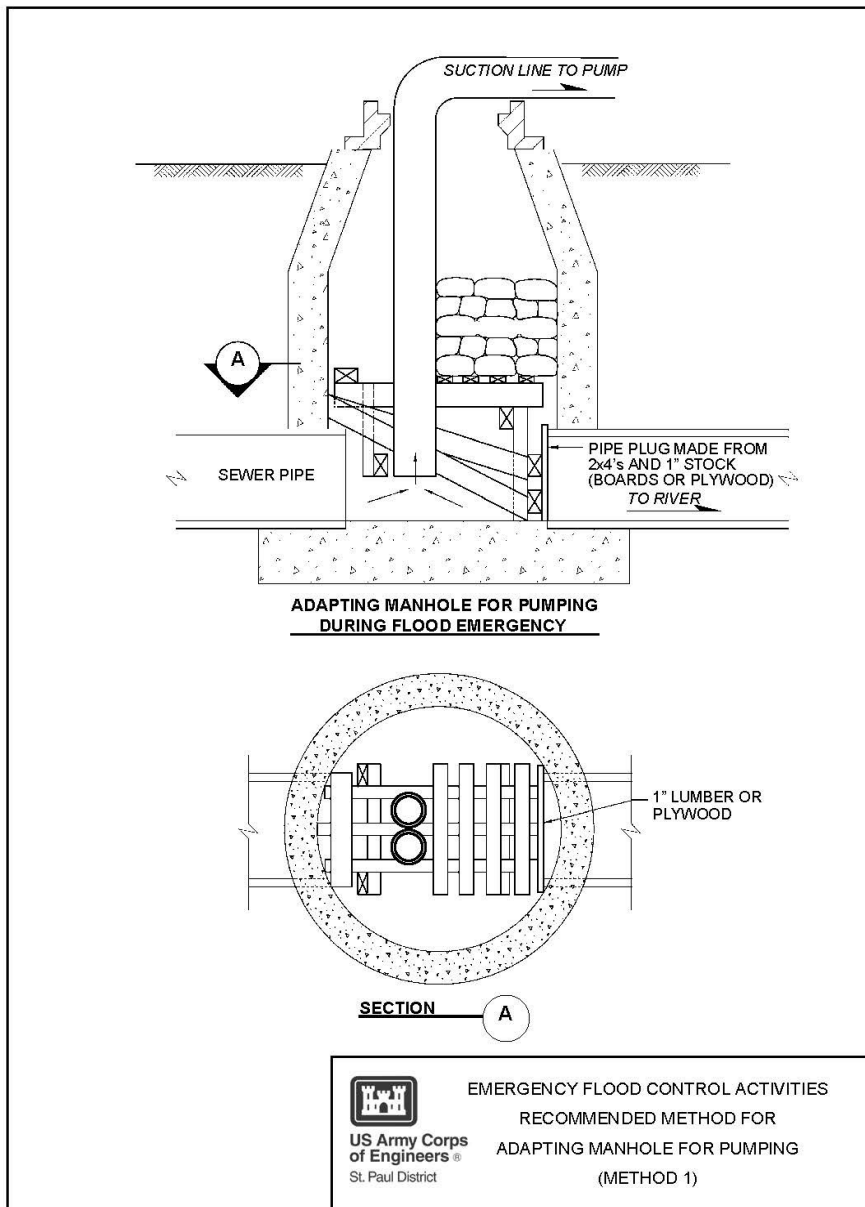 SUCTION LINE TO PUMP
A
SEWER PIPE
PIPE PLUG MADE FROM
2x4's AND 1" STOCK
(BOARDS OR PLYWOOD)
TO RIVER
ADAPTING MANHOLE FOR PUMPING
DURING FLOOD EMERGENCY
1" LUMBER OR
PLYWOOD
SECTION A
US Army Corps
of Engineers ®
St. Paul District
EMERGENCY FLOOD CONTROL ACTIVITIES
RECOMMENDED METHOD FOR
ADAPTING MANHOLE FOR PUMPING
(METHOD 1)